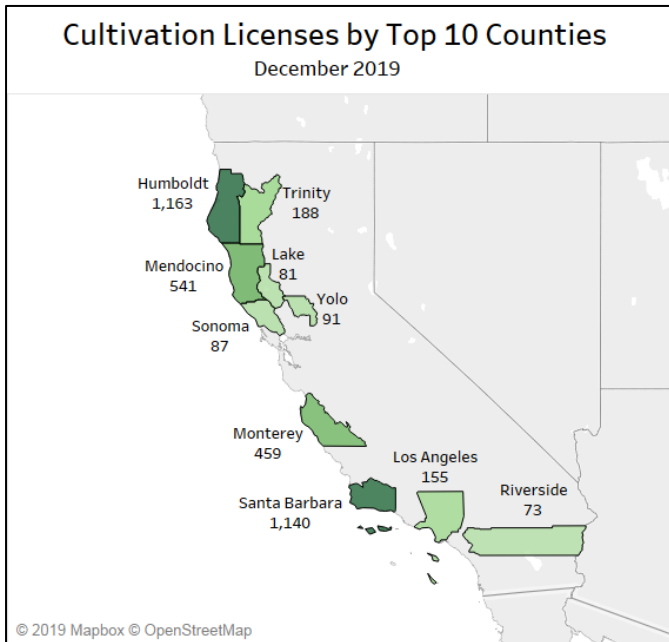 Cultivation Licenses by Top 10 Counties
December 2019
Humboldt
1,163
Trinity
188
Mendocino
541
Lake
81
Yolo
91
Sonoma
87
Monterey
459
Los Angeles
155
Santa Barbara
1,140
Riverside
73
© 2019 Mapbox © OpenStreetMap